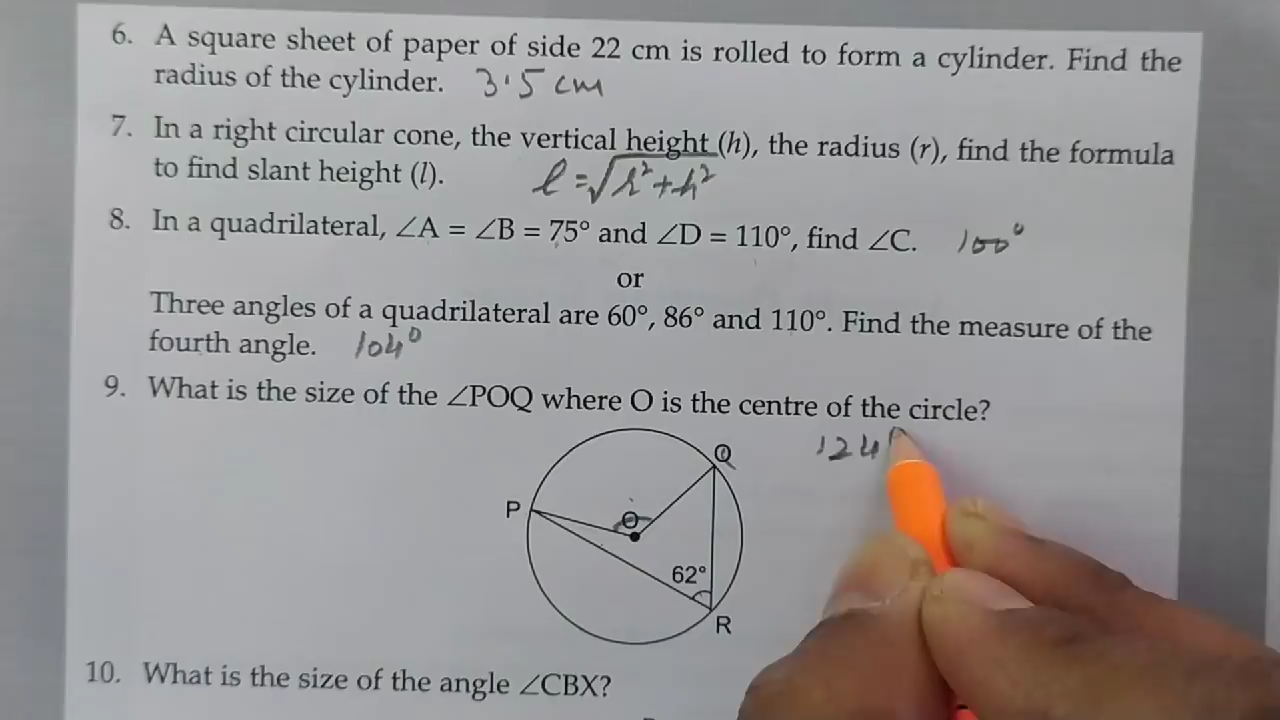 6. A square sheet of paper of side 22 cm is rolled to form a cylinder. Find the
radius of the cylinder. 3.5 cm
7. In a right circular cone, the vertical height (h), the radius (r), find the formula
to find slant height (l). l = √r²+h²
8. In a quadrilateral, ∠A = ∠B = 75° and ∠D = 110°, find ∠C. 100°
or
Three angles of a quadrilateral are 60°, 86° and 110°. Find the measure of the
fourth angle. 104°
9. What is the size of the ∠POQ where O is the centre of the circle?
124
Q
P
O
62°
R
10. What is the size of the angle ∠CBX?